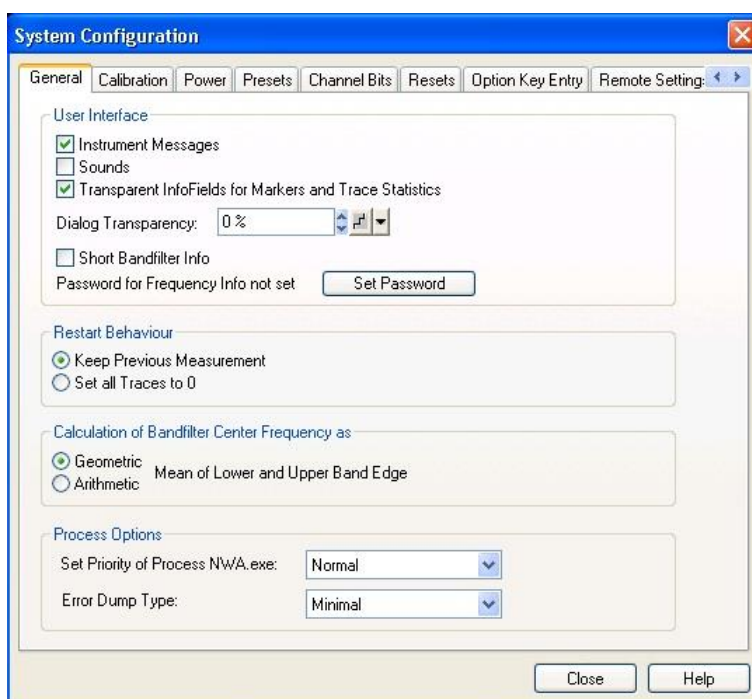 System Configuration
General Calibration Power Presets Channel Bits Resets Option Key Entry Remote Setting
User Interface
Instrument Messages
Sounds
Transparent InfoFields for Markers and Trace Statistics
Dialog Transparency: 0 %
Short Bandfilter Info
Password for Frequency Info not set Set Password
Restart Behaviour
Keep Previous Measurement
Set all Traces to 0
Calculation of Bandfilter Center Frequency as
Geometric
Mean of Lower and Upper Band Edge
Arithmetic
Process Options
Set Priority of Process NWA.exe: Normal
Error Dump Type: Minimal
Close Help